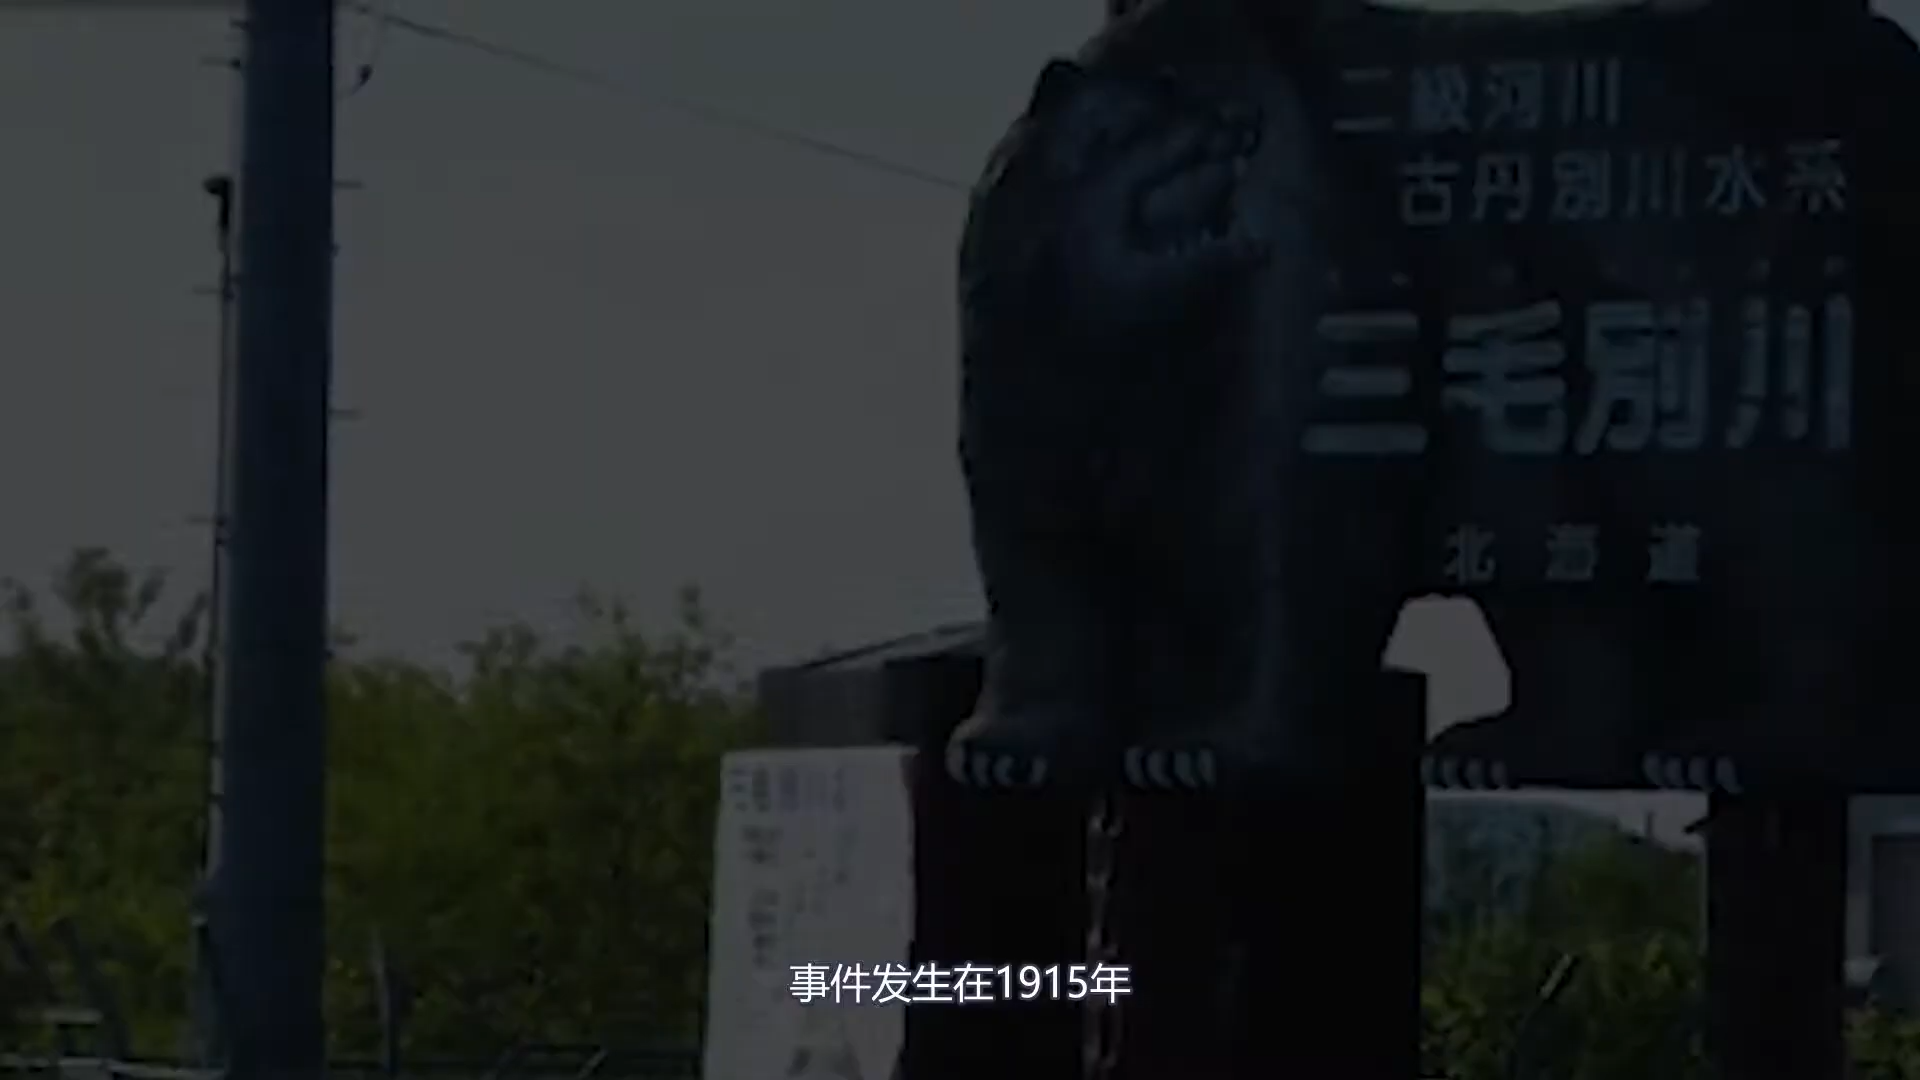 二級河川
古丹別川水系
三毛別川
北海道
事件发生在1915年